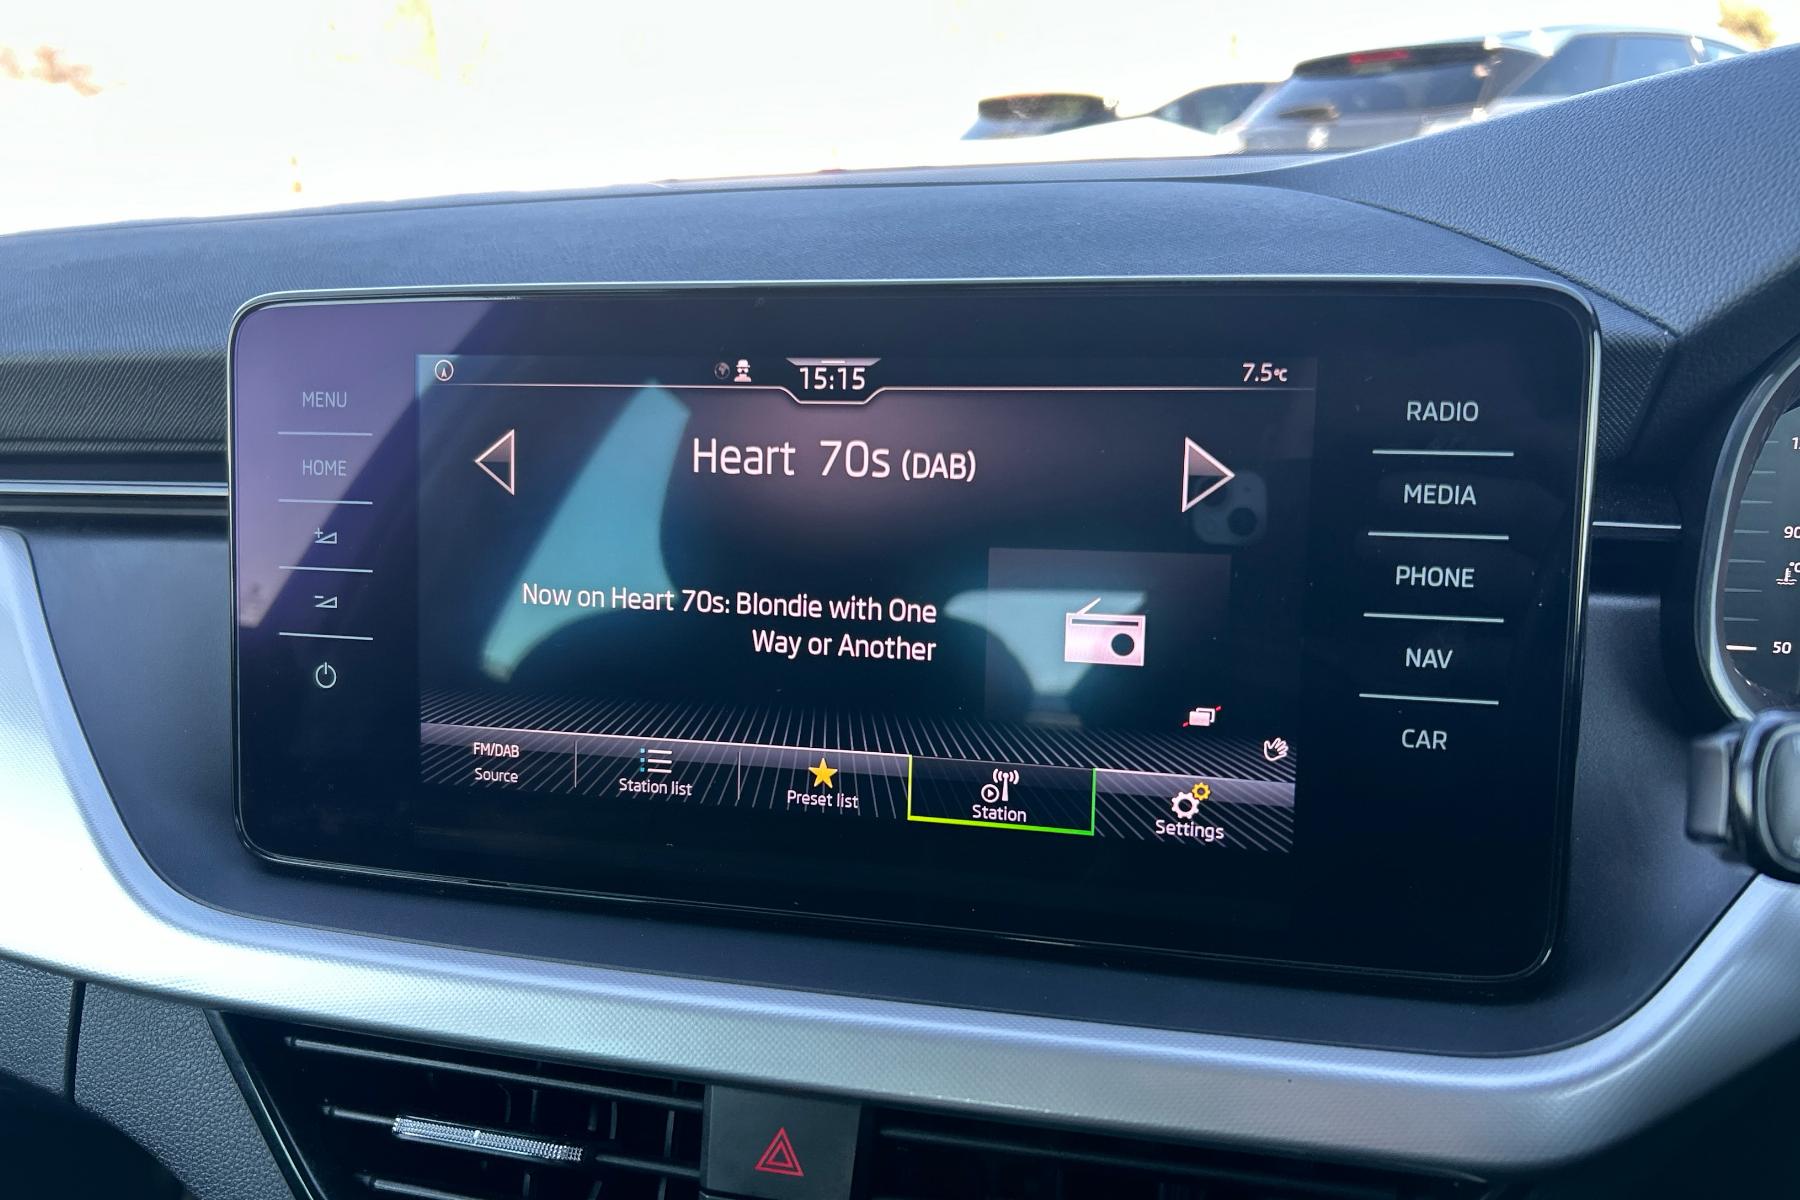 15:15
7.5°C
MENU
HOME
RADIO
MEDIA
PHONE
NAV
CAR
Heart 70s (DAB)
Now on Heart 70s: Blondie with One
Way or Another
FM/DAB
Source
Station list
Preset list
Station
Settings
90
50